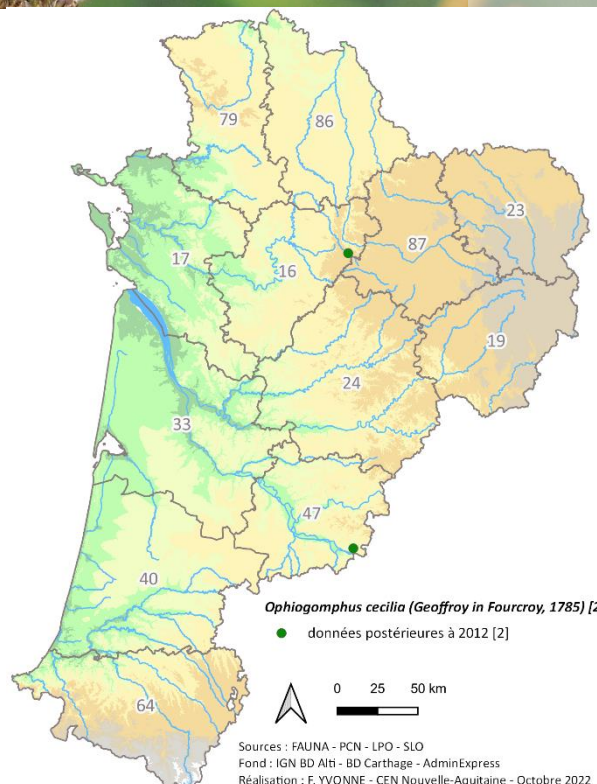 79
86
23
87
17
16
19
24
33
47
40
Ophiogomphus cecilia (Geoffroy in Fourcroy, 1785) [2
données postérieures à 2012 [2]
64
0 25 50 km
Sources : FAUNA - PCN - LPO - SLO
Fond : IGN BD Alti - BD Carthage - AdminExpress
Réalisation : F. YVONNE - CEN Nouvelle-Aquitaine - Octobre 2022